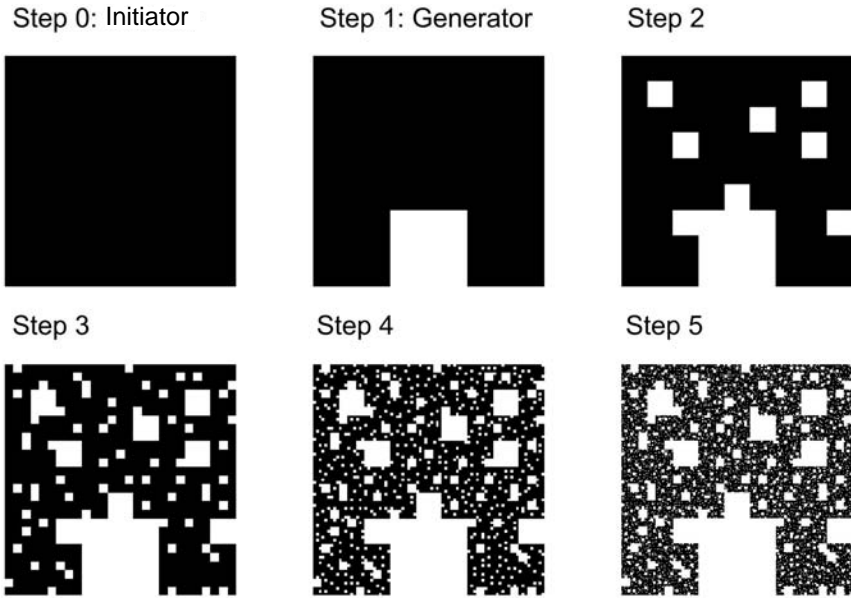 Step 0: Initiator
Step 1: Generator
Step 2
Step 3
Step 4
Step 5